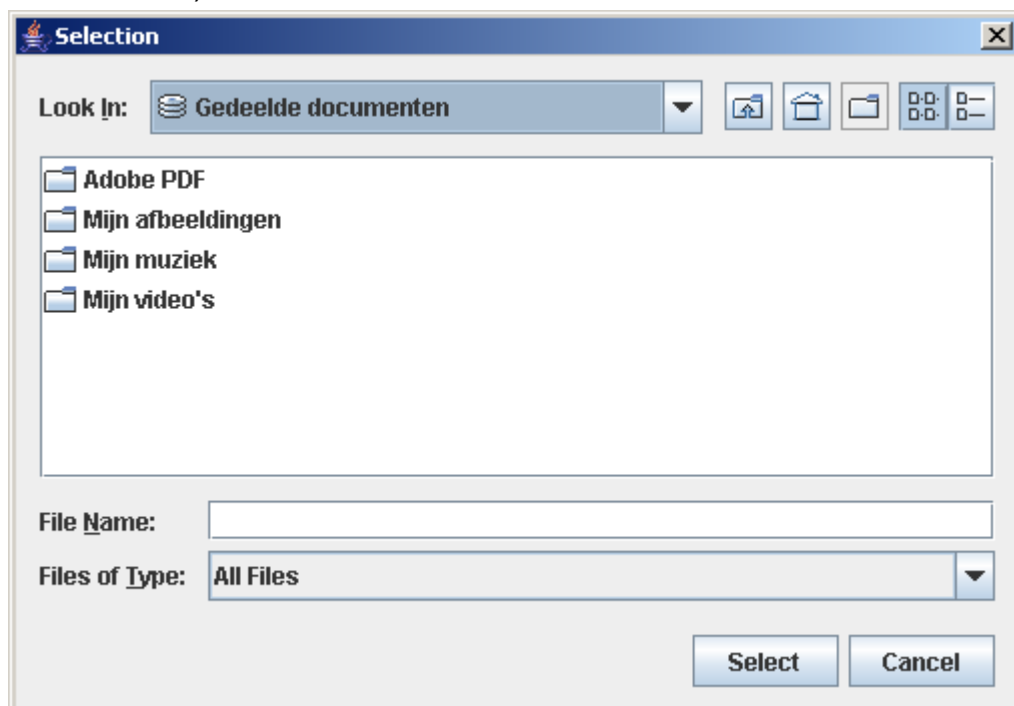 Selection
Look In: Gedeelde documenten
Adobe PDF
Mijn afbeeldingen
Mijn muziek
Mijn video's
File Name:
Files of Type: All Files
Select Cancel